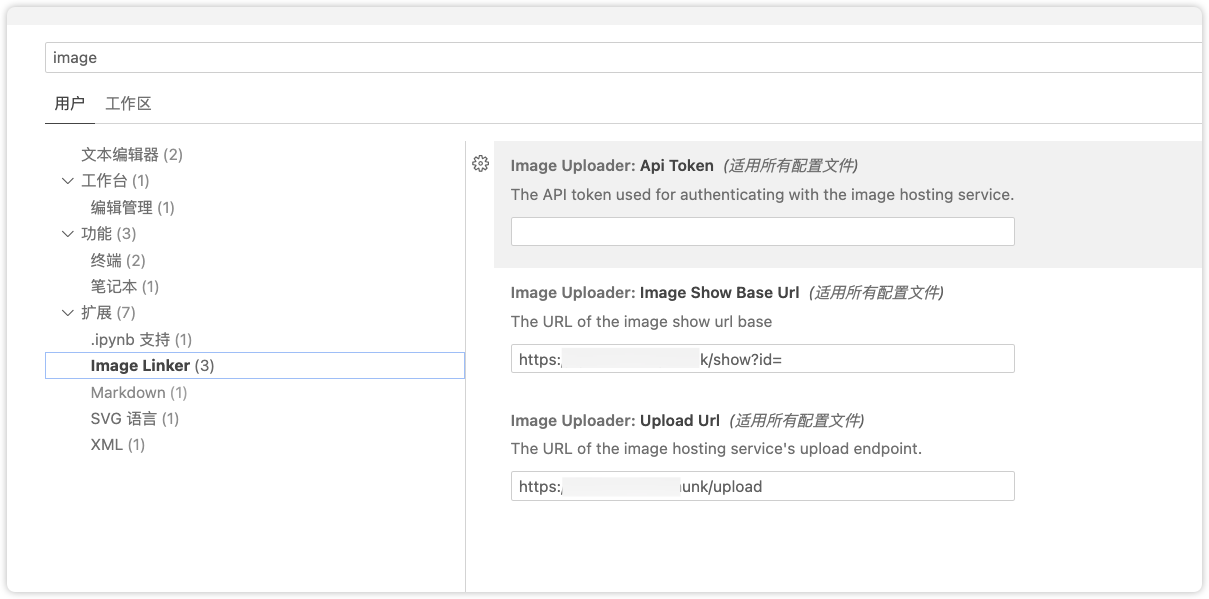 image
用户 工作区
文本编辑器 (2)
工作台 (1)
编辑管理 (1)
功能 (3)
终端 (2)
笔记本 (1)
扩展 (7)
.ipynb 支持 (1)
Image Linker (3)
Markdown (1)
SVG 语言 (1)
XML (1)
Image Uploader: Api Token (适用所有配置文件)
The API token used for authenticating with the image hosting service.
Image Uploader: Image Show Base Url (适用所有配置文件)
The URL of the image show url base
https:/ k/show?id=
Image Uploader: Upload Url (适用所有配置文件)
The URL of the image hosting service's upload endpoint.
https:/ unk/upload